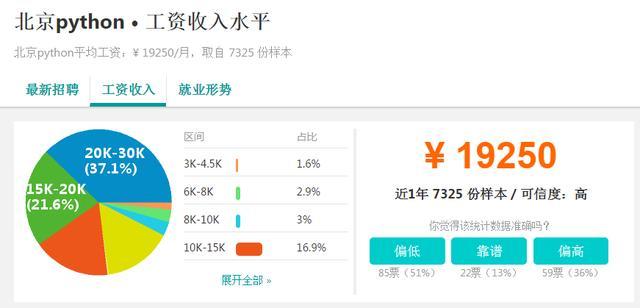 北京python • 工资收入水平
北京python平均工资：¥ 19250/月，取自 7325 份样本
最新招聘 工资收入 就业形势
20K-30K
(37.1%)
15K-20K
(21.6%)
区间 占比
3K-4.5K 1.6%
6K-8K 2.9%
8K-10K 3%
10K-15K 16.9%
展开全部 »
¥ 19250
近1年 7325 份样本 / 可信度：高
你觉得该统计数据准确吗？
偏低 靠谱 偏高
85票（51%） 22票（13%） 59票（36%）